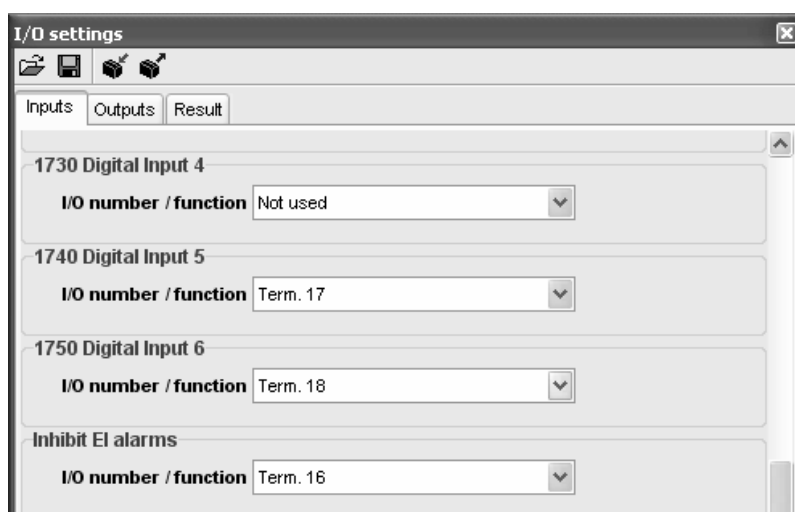 I/O settings
Inputs Outputs Result
1730 Digital Input 4
I/O number / function Not used
1740 Digital Input 5
I/O number / function Term. 17
1750 Digital Input 6
I/O number / function Term. 18
Inhibit EI alarms
I/O number / function Term. 16